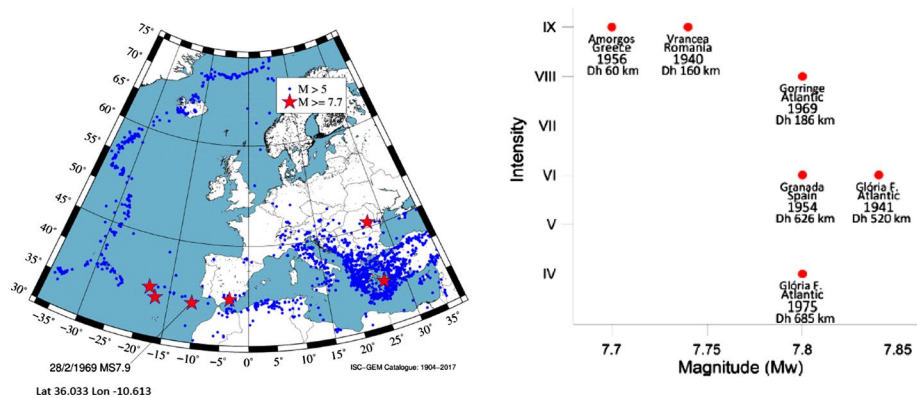 75°
70°
65°
60°
55°
50°
45°
40°
35°
30°
-35°
-30°
-25°
-20°
-15°
-10°
-5°
0°
5°
10°
15°
20°
25°
30°
35°
M > 5
M >= 7.7
28/2/1969 MS7.9
ISC-GEM Catalogue: 1904-2017
Lat 36.033 Lon -10.613
Intensity
IX
VIII
VII
VI
V
IV
Amorgos
Greece
1956
Dh 60 km
Vrancea
Romania
1940
Dh 160 km
Gorringe
Atlantic
1969
Dh 186 km
Granada
Spain
1954
Dh 626 km
Glória F.
Atlantic
1941
Dh 520 km
Glória F.
Atlantic
1975
Dh 685 km
7.7
7.75
7.8
7.85
Magnitude (Mw)